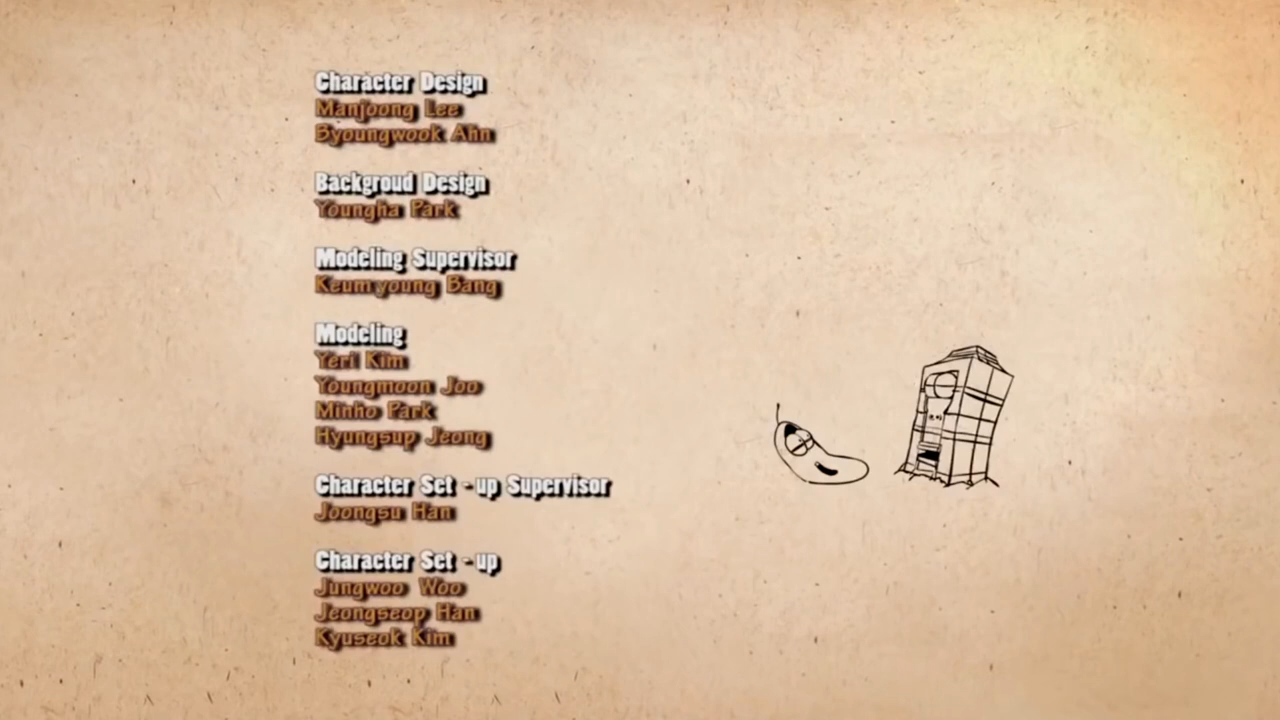 Character Design
Manjoong Lee
Byoungwook Ahn
Backgroud Design
Youngha Park
Modeling Supervisor
Keumyoung Bang
Modeling
Yeri Kim
Youngmoon Joo
Minho Park
Hyungsup Jeong
Character Set - up Supervisor
Joongsu Han
Character Set - up
Jungwoo Woo
Jeongseop Han
Kyuseok Kim